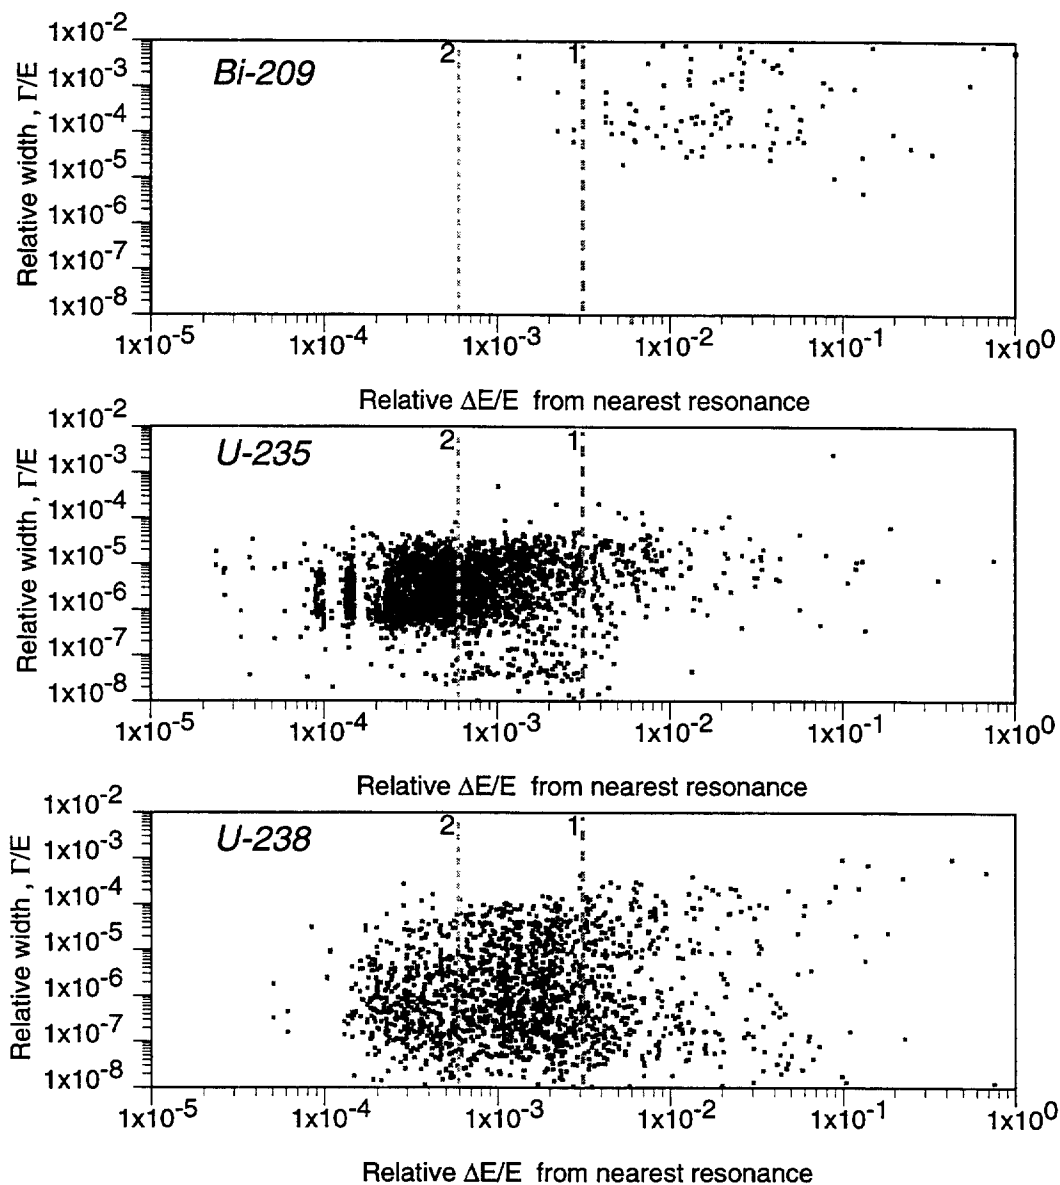 1x10⁻²
1x10⁻³
1x10⁻⁴
1x10⁻⁵
1x10⁻⁶
1x10⁻⁷
1x10⁻⁸
Relative width , Γ/E
Bi-209
2
1
1x10⁻⁵ 1x10⁻⁴ 1x10⁻³ 1x10⁻² 1x10⁻¹ 1x10⁰
Relative ΔE/E from nearest resonance
1x10⁻²
1x10⁻³
1x10⁻⁴
1x10⁻⁵
1x10⁻⁶
1x10⁻⁷
1x10⁻⁸
Relative width , Γ/E
U-235
2
1
1x10⁻⁵ 1x10⁻⁴ 1x10⁻³ 1x10⁻² 1x10⁻¹ 1x10⁰
Relative ΔE/E from nearest resonance
1x10⁻²
1x10⁻³
1x10⁻⁴
1x10⁻⁵
1x10⁻⁶
1x10⁻⁷
1x10⁻⁸
Relative width , Γ/E
U-238
2
1
1x10⁻⁵ 1x10⁻⁴ 1x10⁻³ 1x10⁻² 1x10⁻¹ 1x10⁰
Relative ΔE/E from nearest resonance